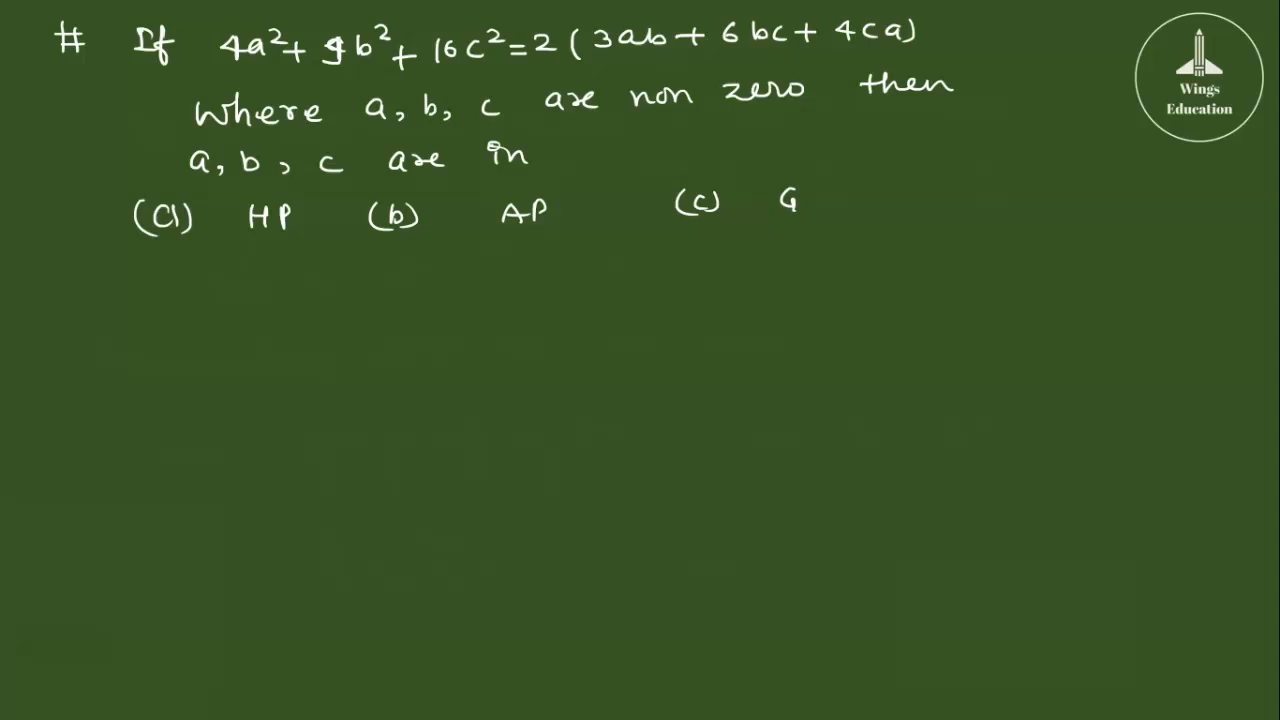 # If 4a²+ 9b²+ 16c²=2(3ab+ 6bc+ 4ca)
Where a, b, c are non zero then
a, b, c are in
(a) HP (b) AP (c) G
Wings
Education